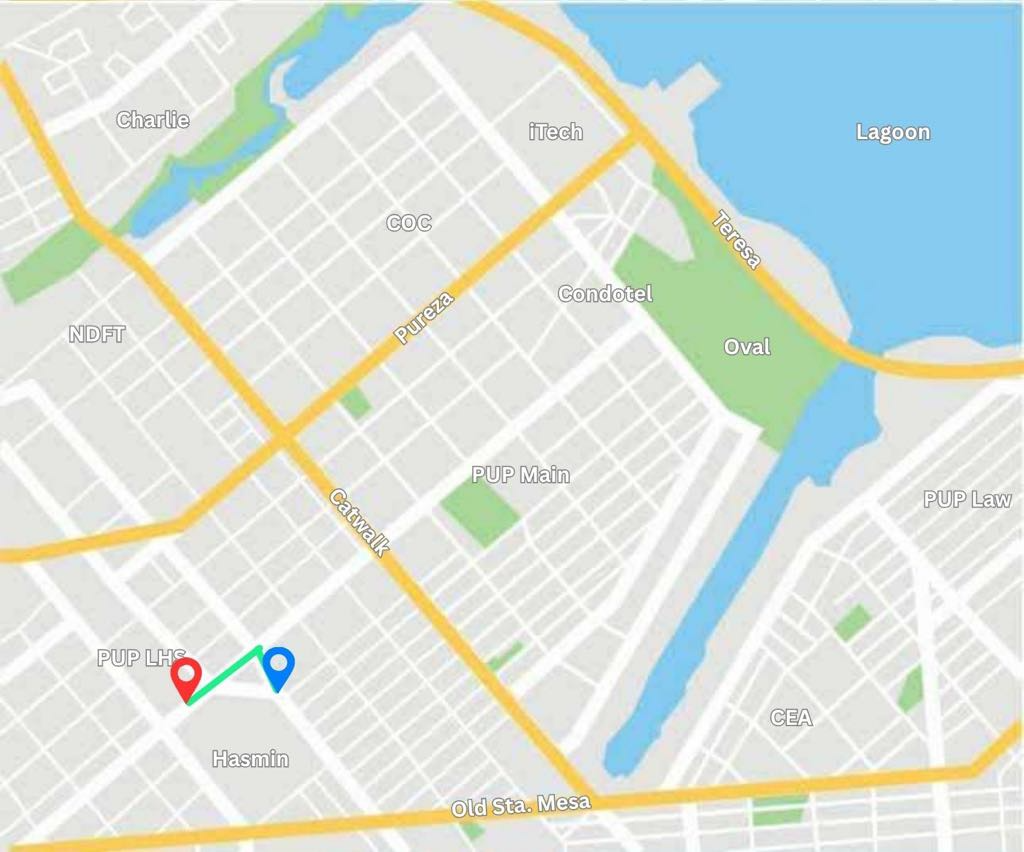 Charlie
iTech
Lagoon
COC
Teresa
Condotel
Pureza
NDFT
Oval
PUP Main
PUP Law
Catwalk
PUP LHS
CEA
Hasmin
Old Sta. Mesa